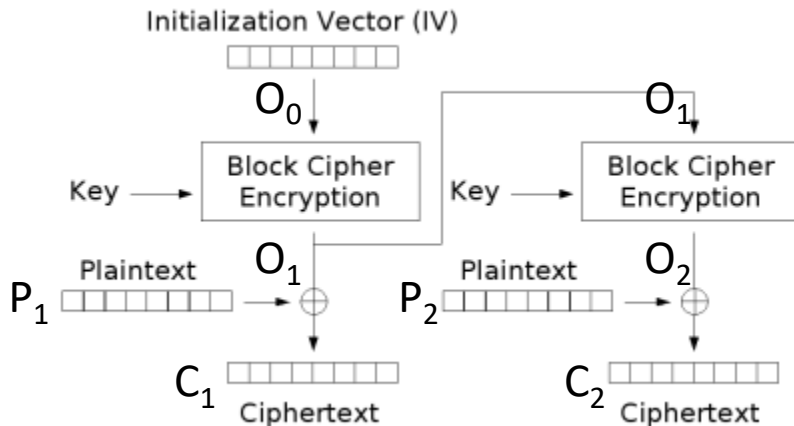 Initialization Vector (IV)
O₀
O₁
Block Cipher
Encryption
Block Cipher
Encryption
Key
Key
Plaintext
O₁
Plaintext
O₂
P₁
P₂
C₁
C₂
Ciphertext
Ciphertext